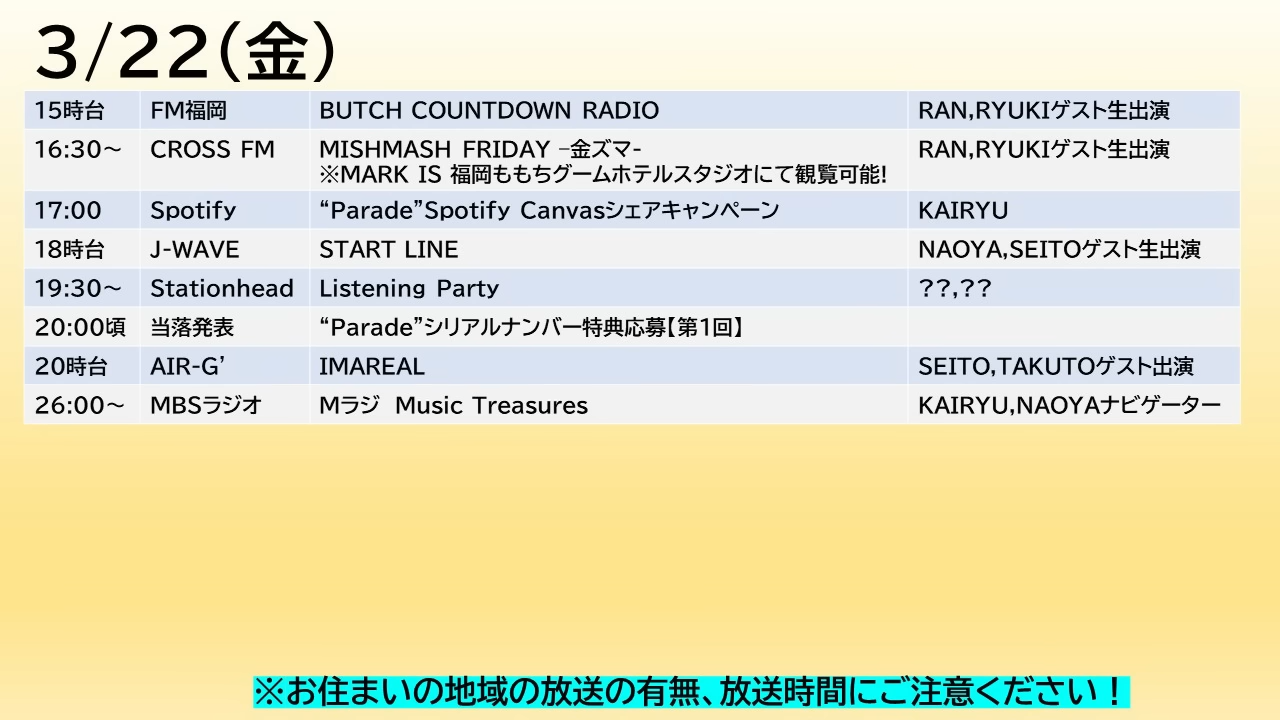 3/22(金)
15時台 FM福岡 BUTCH COUNTDOWN RADIO RAN,RYUKIゲスト生出演
16:30～ CROSS FM MISHMASH FRIDAY –金ズマ- RAN,RYUKIゲスト生出演
※MARK IS 福岡ももちゲームホテルスタジオにて観覧可能!
17:00 Spotify “Parade”Spotify Canvasシェアキャンペーン KAIRYU
18時台 J-WAVE START LINE NAOYA,SEITOゲスト生出演
19:30～ Stationhead Listening Party ??,??
20:00頃 当落発表 “Parade”シリアルナンバー特典応募【第1回】
20時台 AIR-G’ IMAREAL SEITO,TAKUTOゲスト出演
26:00～ MBSラジオ Mラジ Music Treasures KAIRYU,NAOYAナビゲーター
※お住まいの地域の放送の有無、放送時間にご注意ください！